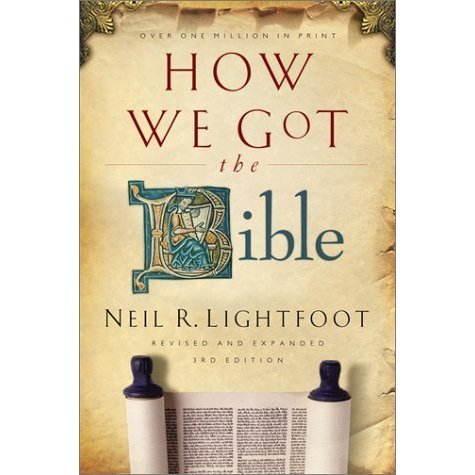 OVER ONE MILLION IN PRINT
HOW
WE GOT
the
Bible
NEIL R. LIGHTFOOT
REVISED AND EXPANDED
3RD EDITION